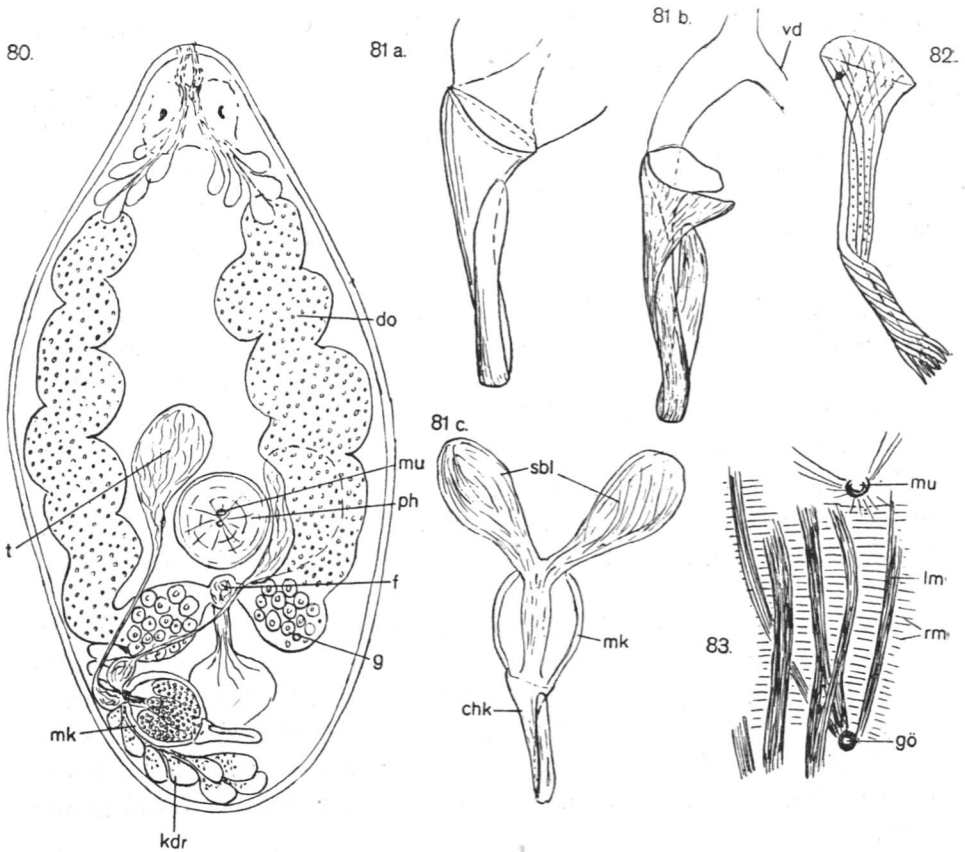 80.
81 a.
81 b.
vd
82.
do
mu
ph
t
f
g
mk
kdr
81 c.
sbl
mk
chk
mu
lm
rm
83.
gö